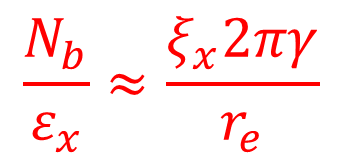 N_b / ε_x ≈ ξ_x 2πγ / r_e